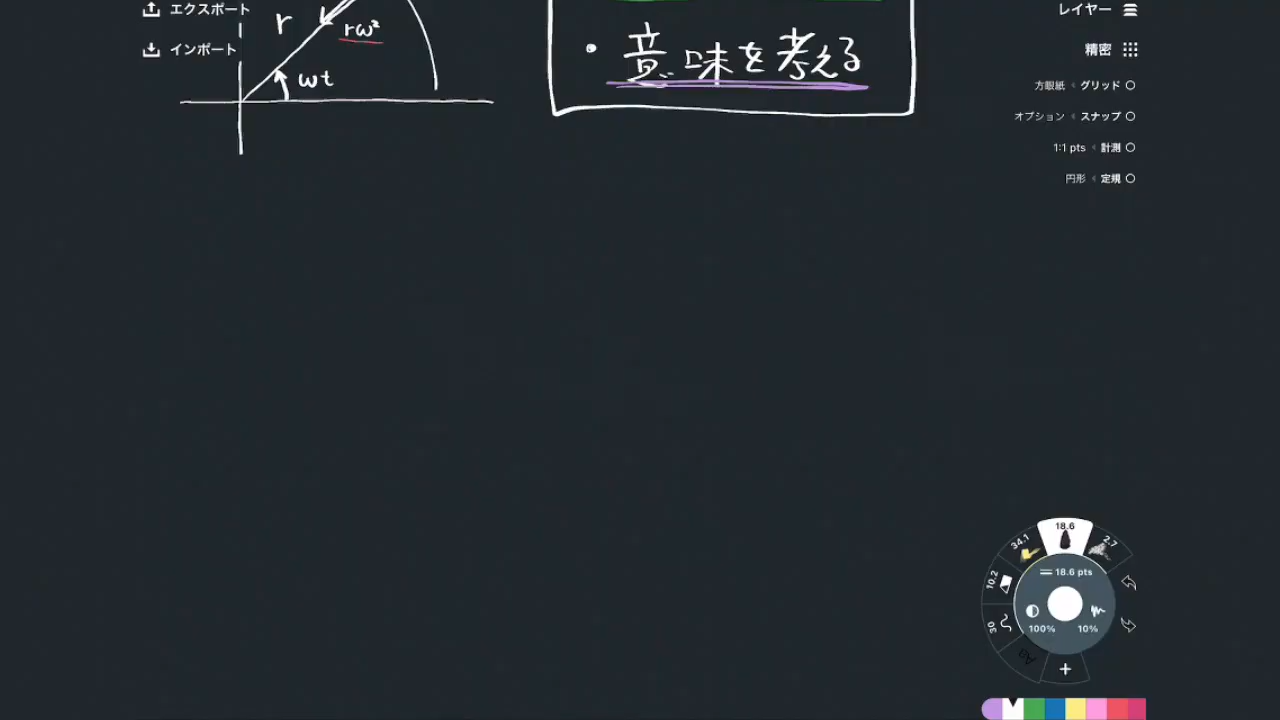 エクスポート
インポート
r
rω²
ωt
・意味を考える
レイヤー
精密
方眼紙 グリッド
オプション スナップ
1:1 pts 計測
円形 定規
18.6
34.1
2.7
10.2
18.6 pts
30
100% 10%
Aa
+